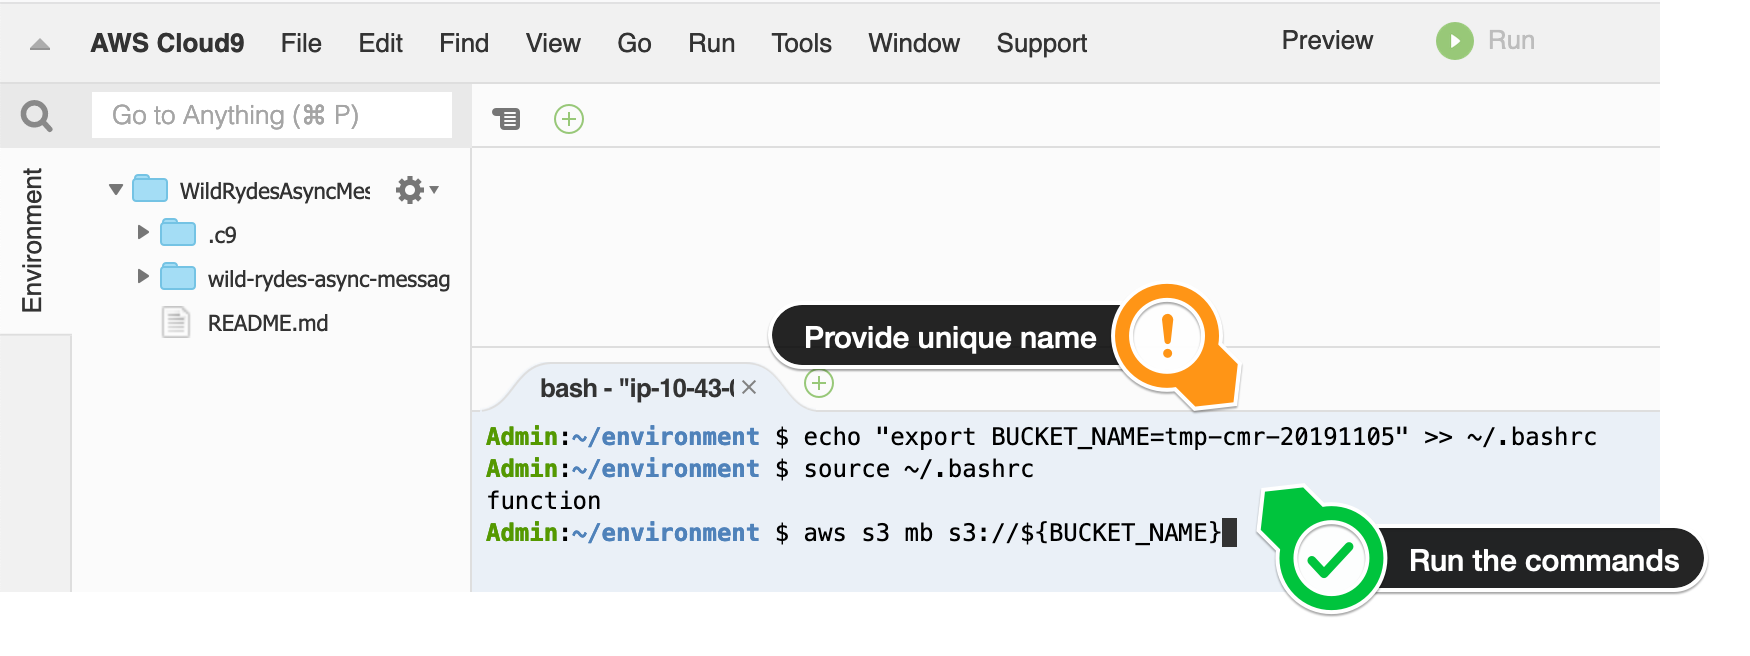 AWS Cloud9 File Edit Find View Go Run Tools Window Support Preview Run
Go to Anything (⌘ P)
Environment
WildRydesAsyncMes
.c9
wild-rydes-async-messag
README.md
Provide unique name
bash - "ip-10-43-
Admin:~/environment $ echo "export BUCKET_NAME=tmp-cmr-20191105" >> ~/.bashrc
Admin:~/environment $ source ~/.bashrc
function
Admin:~/environment $ aws s3 mb s3://${BUCKET_NAME}
Run the commands